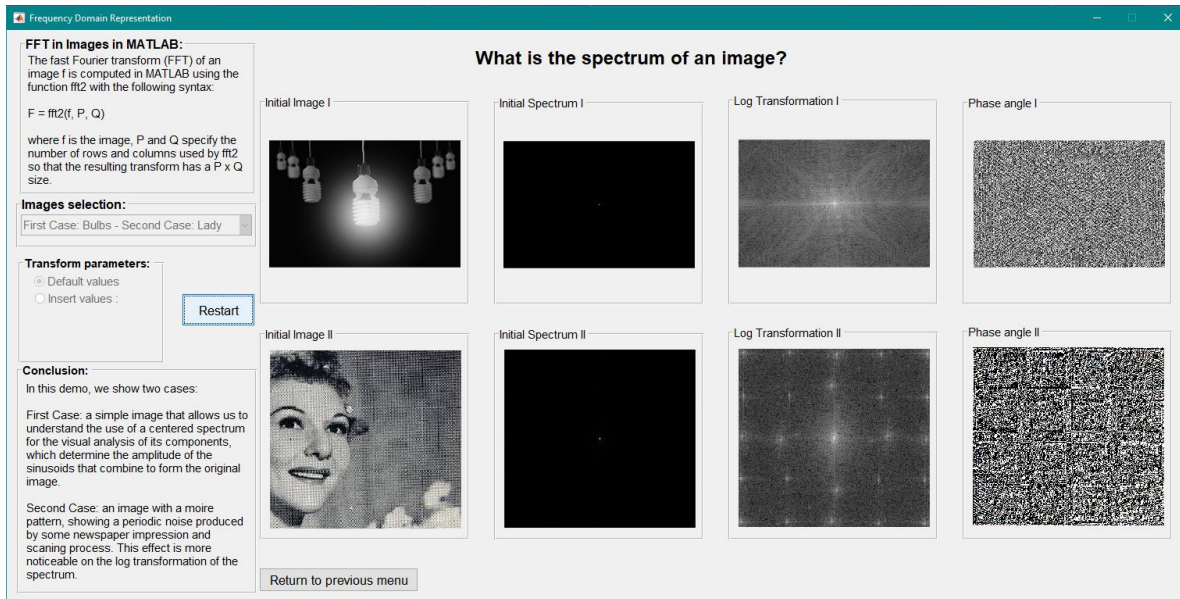 Frequency Domain Representation
FFT in Images in MATLAB:
The fast Fourier transform (FFT) of an
image f is computed in MATLAB using the
function fft2 with the following syntax:
F = fft2(f, P, Q)
where f is the image, P and Q specify the
number of rows and columns used by fft2
so that the resulting transform has a P x Q
size.
Images selection:
First Case: Bulbs - Second Case: Lady
Transform parameters:
Default values
Insert values :
Restart
Conclusion:
In this demo, we show two cases:
First Case: a simple image that allows us to
understand the use of a centered spectrum
for the visual analysis of its components,
which determine the amplitude of the
sinusoids that combine to form the original
image.
Second Case: an image with a moire
pattern, showing a periodic noise produced
by some newspaper impression and
scaning process. This effect is more
noticeable on the log transformation of the
spectrum.
What is the spectrum of an image?
Initial Image I
Initial Spectrum I
Log Transformation I
Phase angle I
Initial Image II
Initial Spectrum II
Log Transformation II
Phase angle II
Return to previous menu